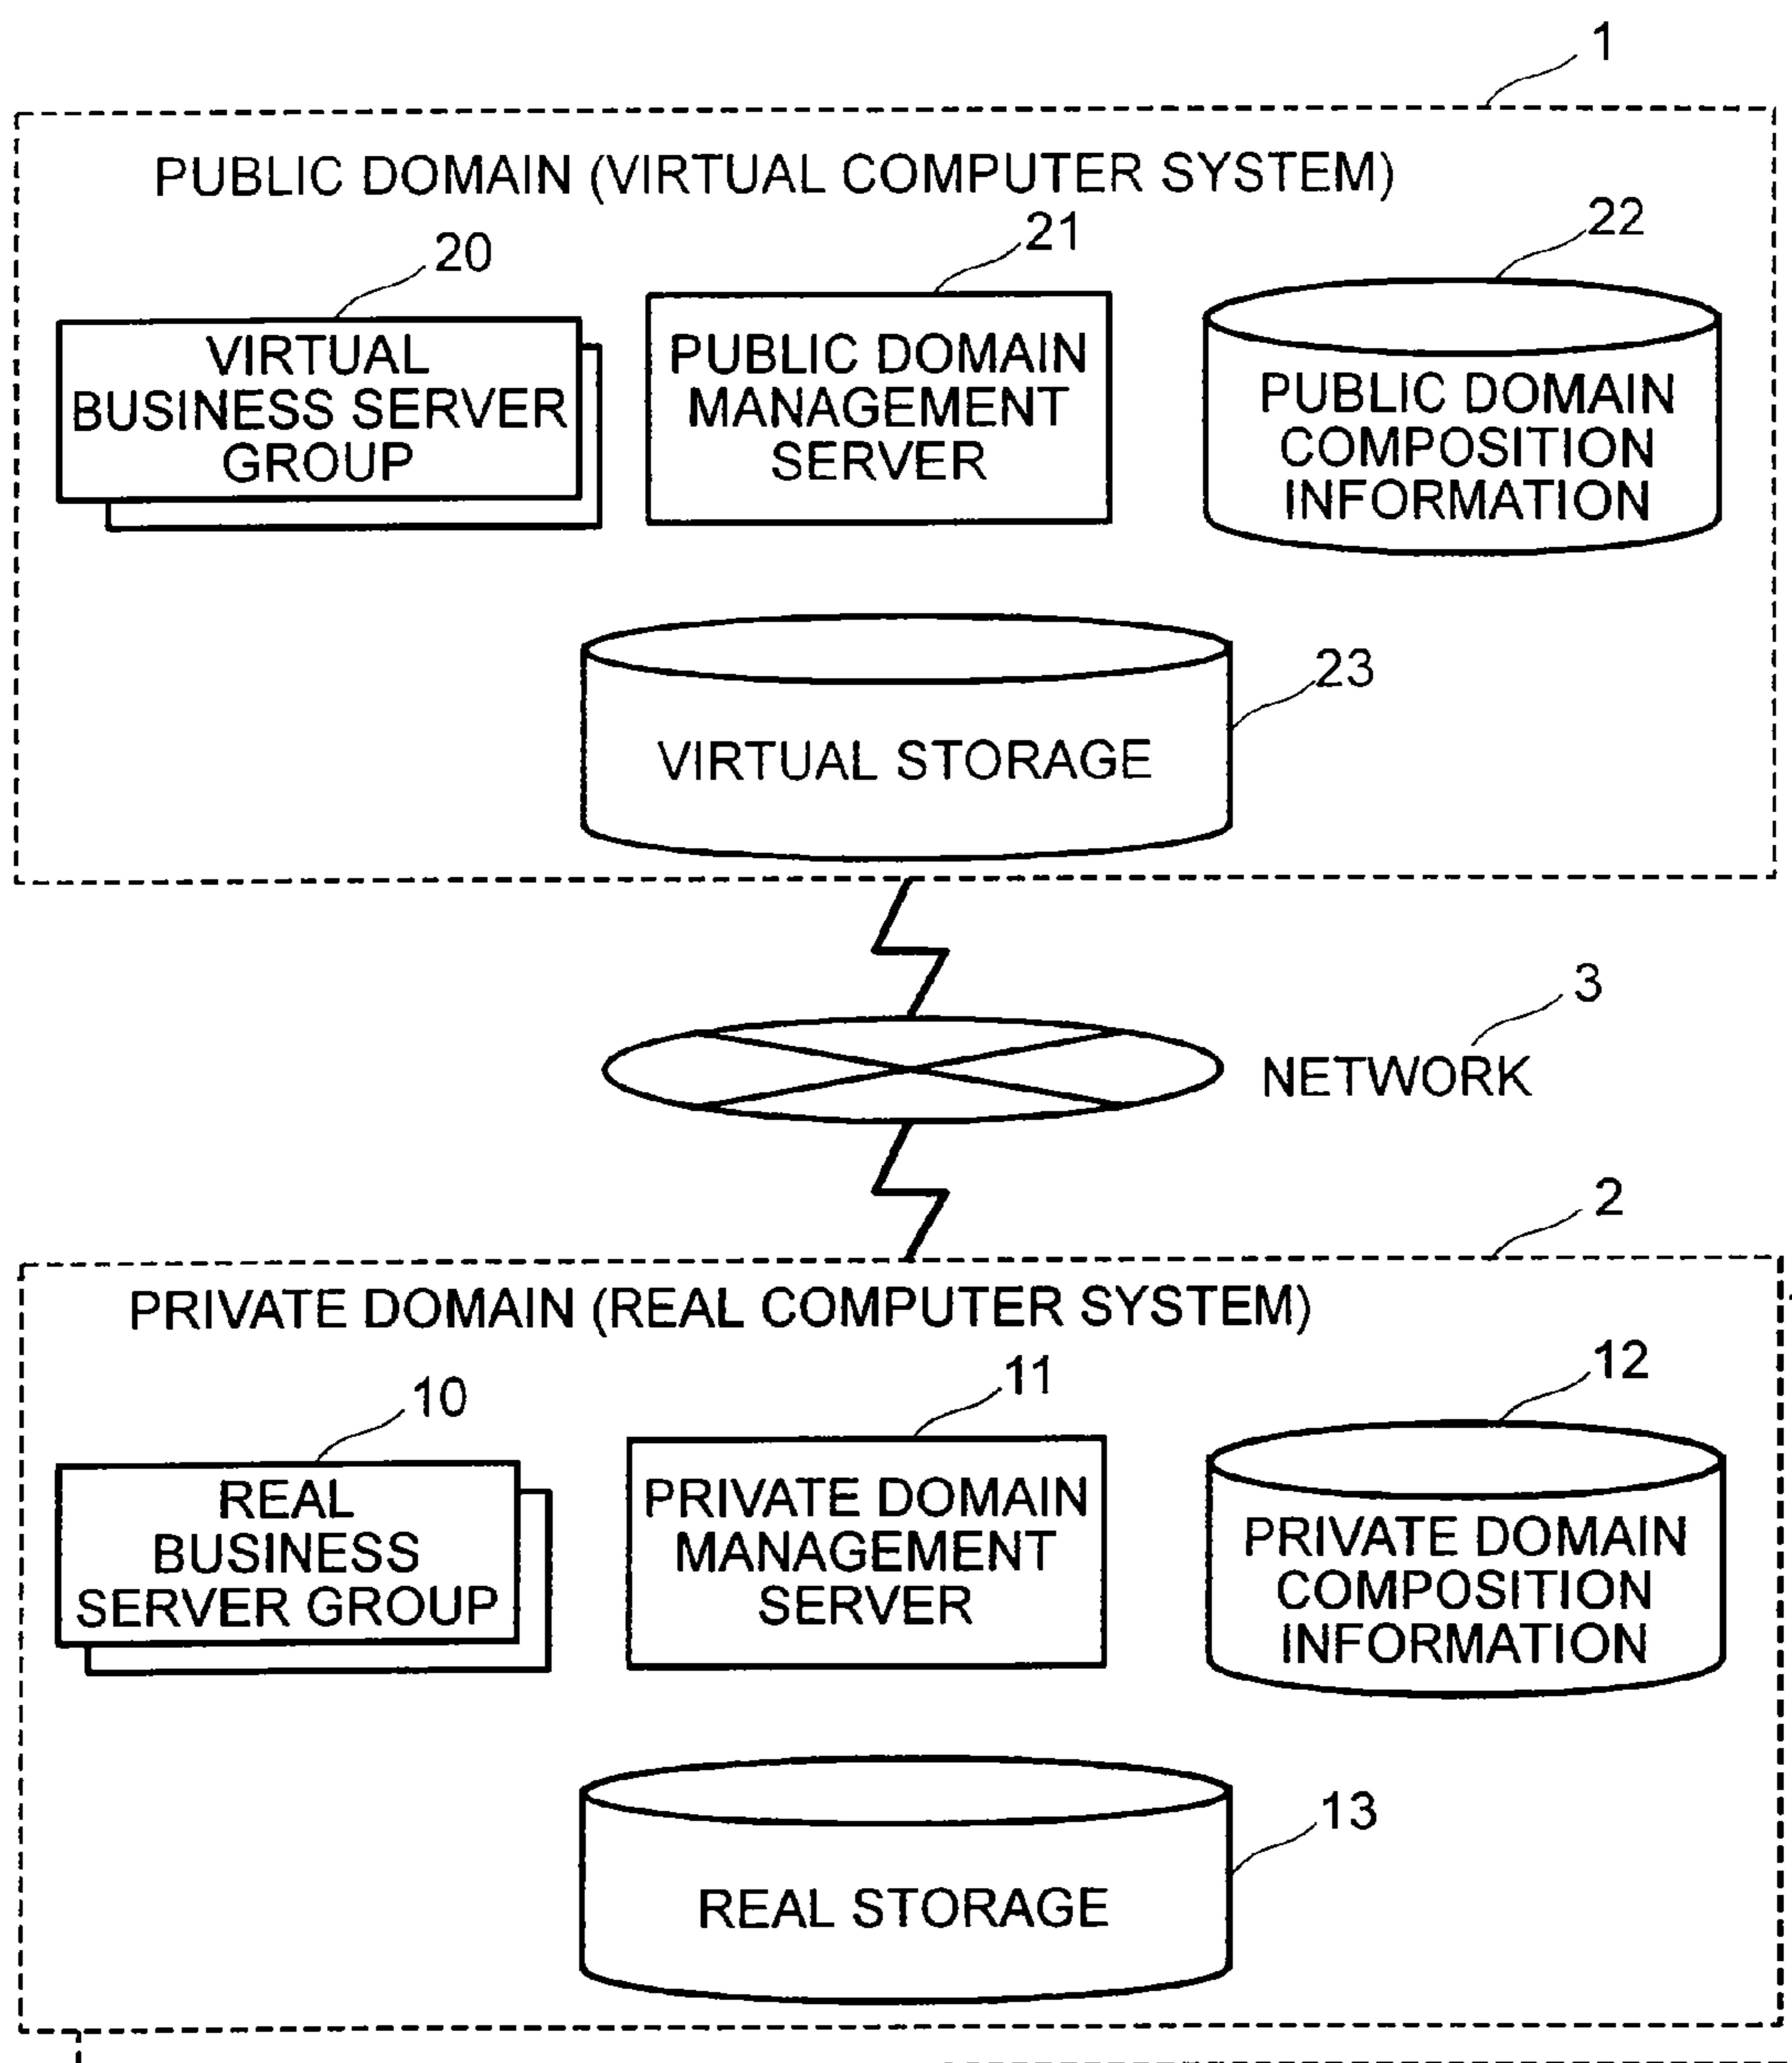 1
PUBLIC DOMAIN (VIRTUAL COMPUTER SYSTEM)
20
21
22
VIRTUAL
BUSINESS SERVER
GROUP
PUBLIC DOMAIN
MANAGEMENT
SERVER
PUBLIC DOMAIN
COMPOSITION
INFORMATION
23
VIRTUAL STORAGE
3
NETWORK
2
PRIVATE DOMAIN (REAL COMPUTER SYSTEM)
10
11
12
REAL
BUSINESS
SERVER GROUP
PRIVATE DOMAIN
MANAGEMENT
SERVER
PRIVATE DOMAIN
COMPOSITION
INFORMATION
13
REAL STORAGE